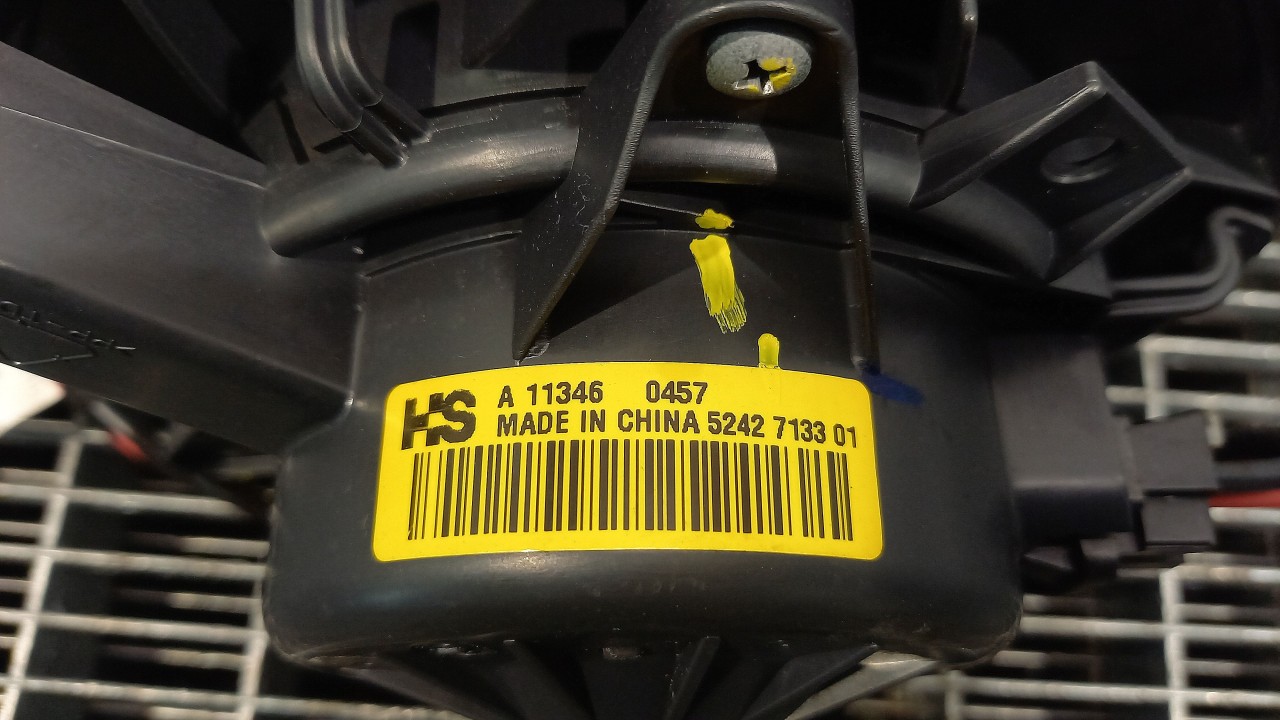 HS
A 11346 0457
MADE IN CHINA 5242 7133 01